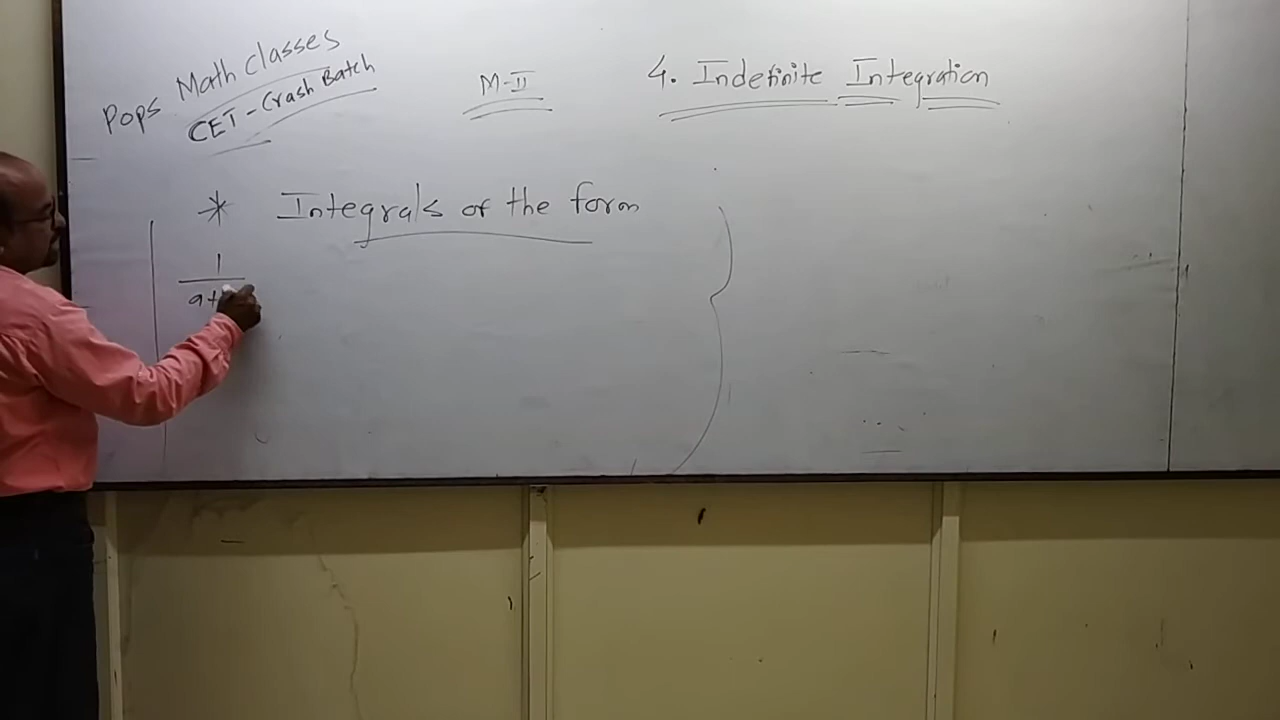 Pops Math Classes
CET - Crash Batch
M-II
4. Indefinite Integration
* Integrals of the form
1
a+